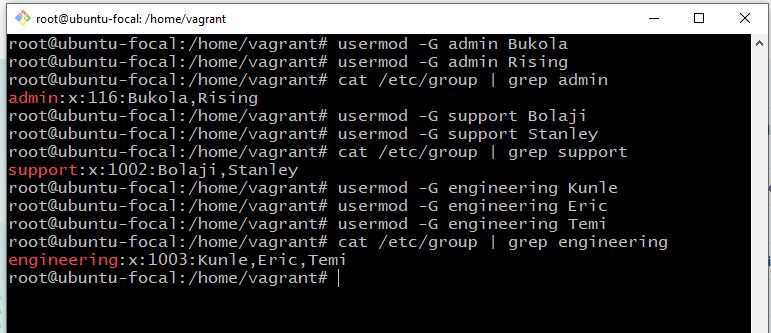 root@ubuntu-focal: /home/vagrant
root@ubuntu-focal:/home/vagrant# usermod -G admin Bukola
root@ubuntu-focal:/home/vagrant# usermod -G admin Rising
root@ubuntu-focal:/home/vagrant# cat /etc/group | grep admin
admin:x:116:Bukola,Rising
root@ubuntu-focal:/home/vagrant# usermod -G support Bolaji
root@ubuntu-focal:/home/vagrant# usermod -G support Stanley
root@ubuntu-focal:/home/vagrant# cat /etc/group | grep support
support:x:1002:Bolaji,Stanley
root@ubuntu-focal:/home/vagrant# usermod -G engineering Kunle
root@ubuntu-focal:/home/vagrant# usermod -G engineering Eric
root@ubuntu-focal:/home/vagrant# usermod -G engineering Temi
root@ubuntu-focal:/home/vagrant# cat /etc/group | grep engineering
engineering:x:1003:Kunle,Eric,Temi
root@ubuntu-focal:/home/vagrant#